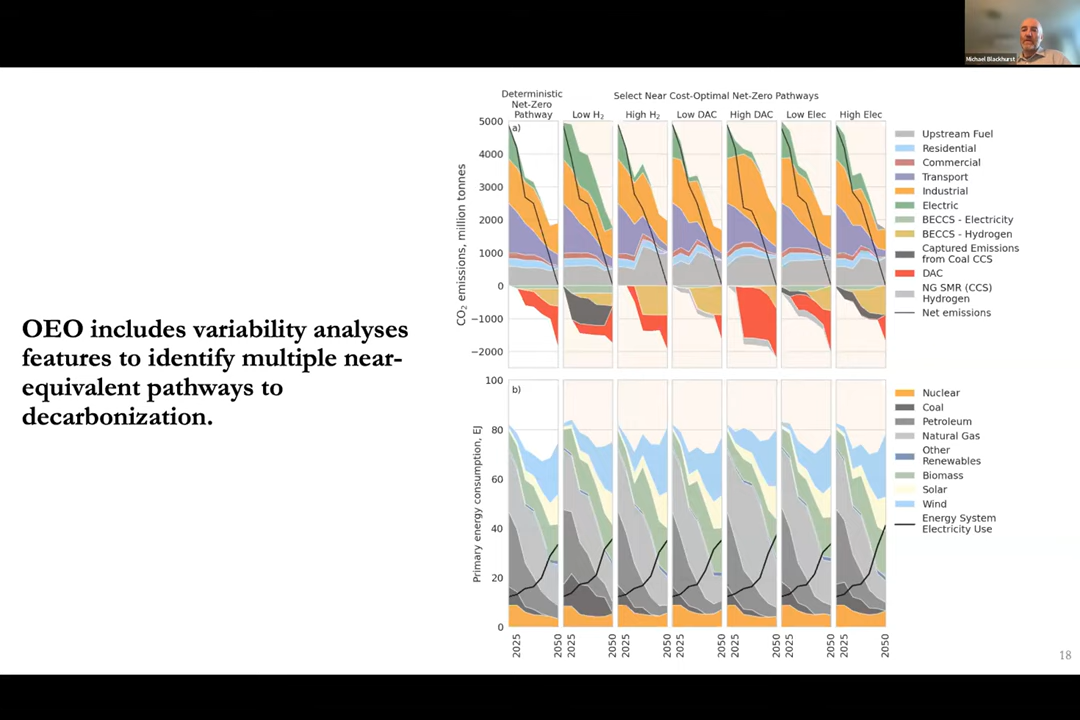 Michael Blackhurst
OEO includes variability analyses
features to identify multiple near-
equivalent pathways to
decarbonization.
Deterministic
Net-Zero
Pathway
Select Near Cost-Optimal Net-Zero Pathways
Low H₂
High H₂
Low DAC
High DAC
Low Elec
High Elec
a)
CO₂ emissions, million tonnes
5000
4000
3000
2000
1000
0
−1000
−2000
Upstream Fuel
Residential
Commercial
Transport
Industrial
Electric
BECCS - Electricity
BECCS - Hydrogen
Captured Emissions
from Coal CCS
DAC
NG SMR (CCS)
Hydrogen
Net emissions
b)
Primary energy consumption, EJ
100
80
60
40
20
0
Nuclear
Coal
Petroleum
Natural Gas
Other
Renewables
Biomass
Solar
Wind
Energy System
Electricity Use
2025
2050
2025
2050
2025
2050
2025
2050
2025
2050
2025
2050
2025
2050
18